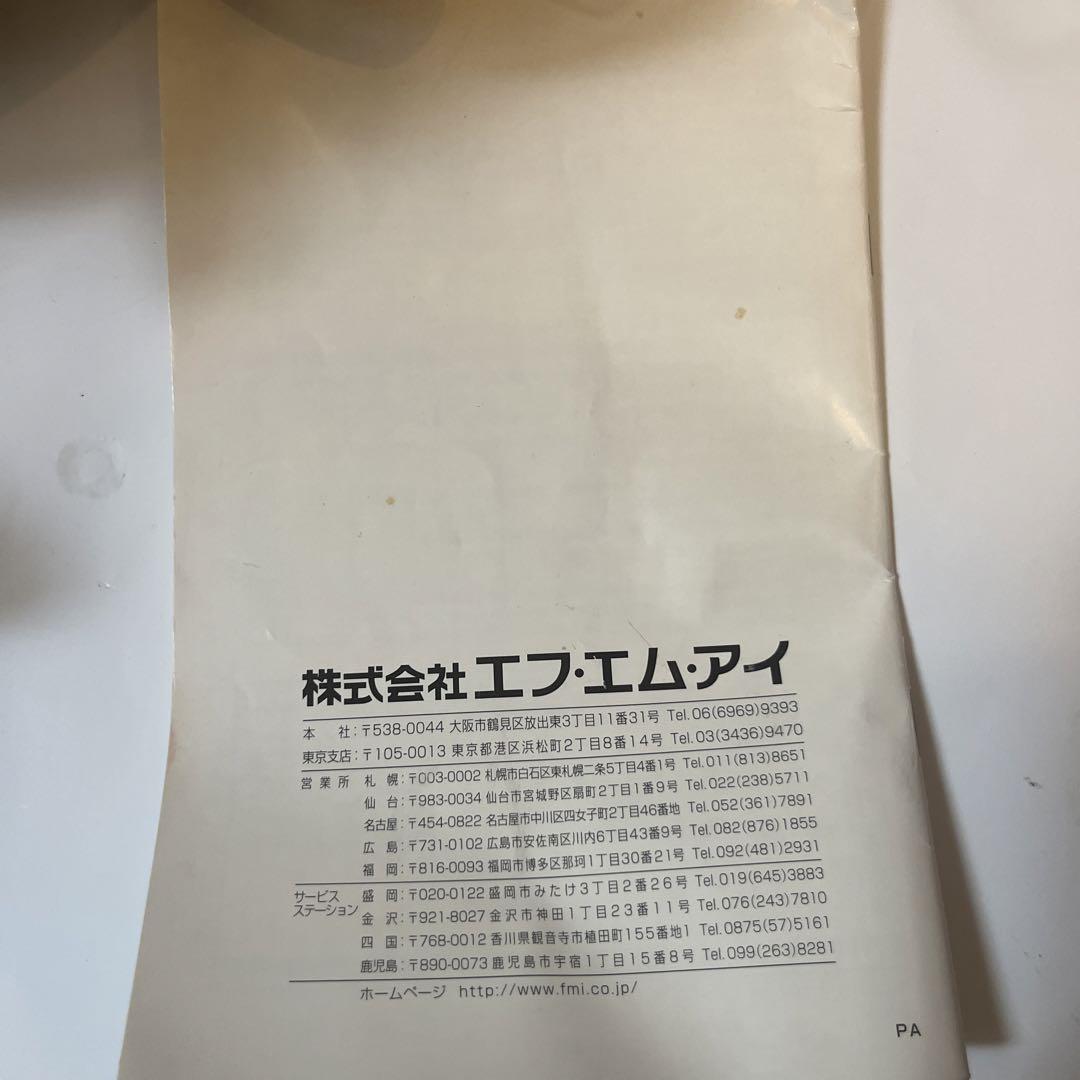 株式会社 エフ・エム・アイ
本 社：〒538-0044 大阪市鶴見区放出東3丁目11番31号 Tel.06(6969)9393
東京支店：〒105-0013 東京都港区浜松町2丁目8番14号 Tel.03(3436)9470
営業所 札 幌：〒003-0002 札幌市白石区東札幌二条5丁目4番1号 Tel.011(813)8651
仙 台：〒983-0034 仙台市宮城野区扇町2丁目1番9号 Tel.022(238)5711
名古屋：〒454-0822 名古屋市中川区四女子町2丁目46番地 Tel.052(361)7891
広 島：〒731-0102 広島市安佐南区川内6丁目43番9号 Tel.082(876)1855
福 岡：〒816-0093 福岡市博多区那珂1丁目30番21号 Tel.092(481)2931
サービスステーション 盛 岡：〒020-0122 盛岡市みたけ3丁目2番26号 Tel.019(645)3883
金 沢：〒921-8027 金沢市神田1丁目23番11号 Tel.076(243)7810
四 国：〒768-0012 香川県観音寺市植田町155番地1 Tel.0875(57)5161
鹿児島：〒890-0073 鹿児島市宇宿1丁目15番8号 Tel.099(263)8281
ホームページ http://www.fmi.co.jp/
PA